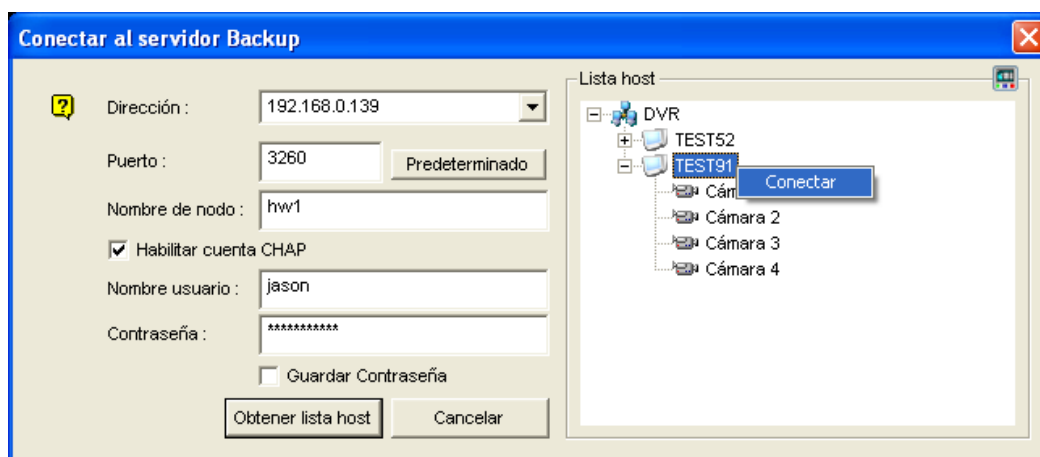 Conectar al servidor Backup
Dirección :
192.168.0.139
Puerto :
3260
Predeterminado
Nombre de nodo :
hw1
Habilitar cuenta CHAP
Nombre usuario :
jason
Contraseña :
***********
Guardar Contraseña
Obtener lista host
Cancelar
Lista host
DVR
TEST52
TEST91
Conectar
Cámara 2
Cámara 3
Cámara 4